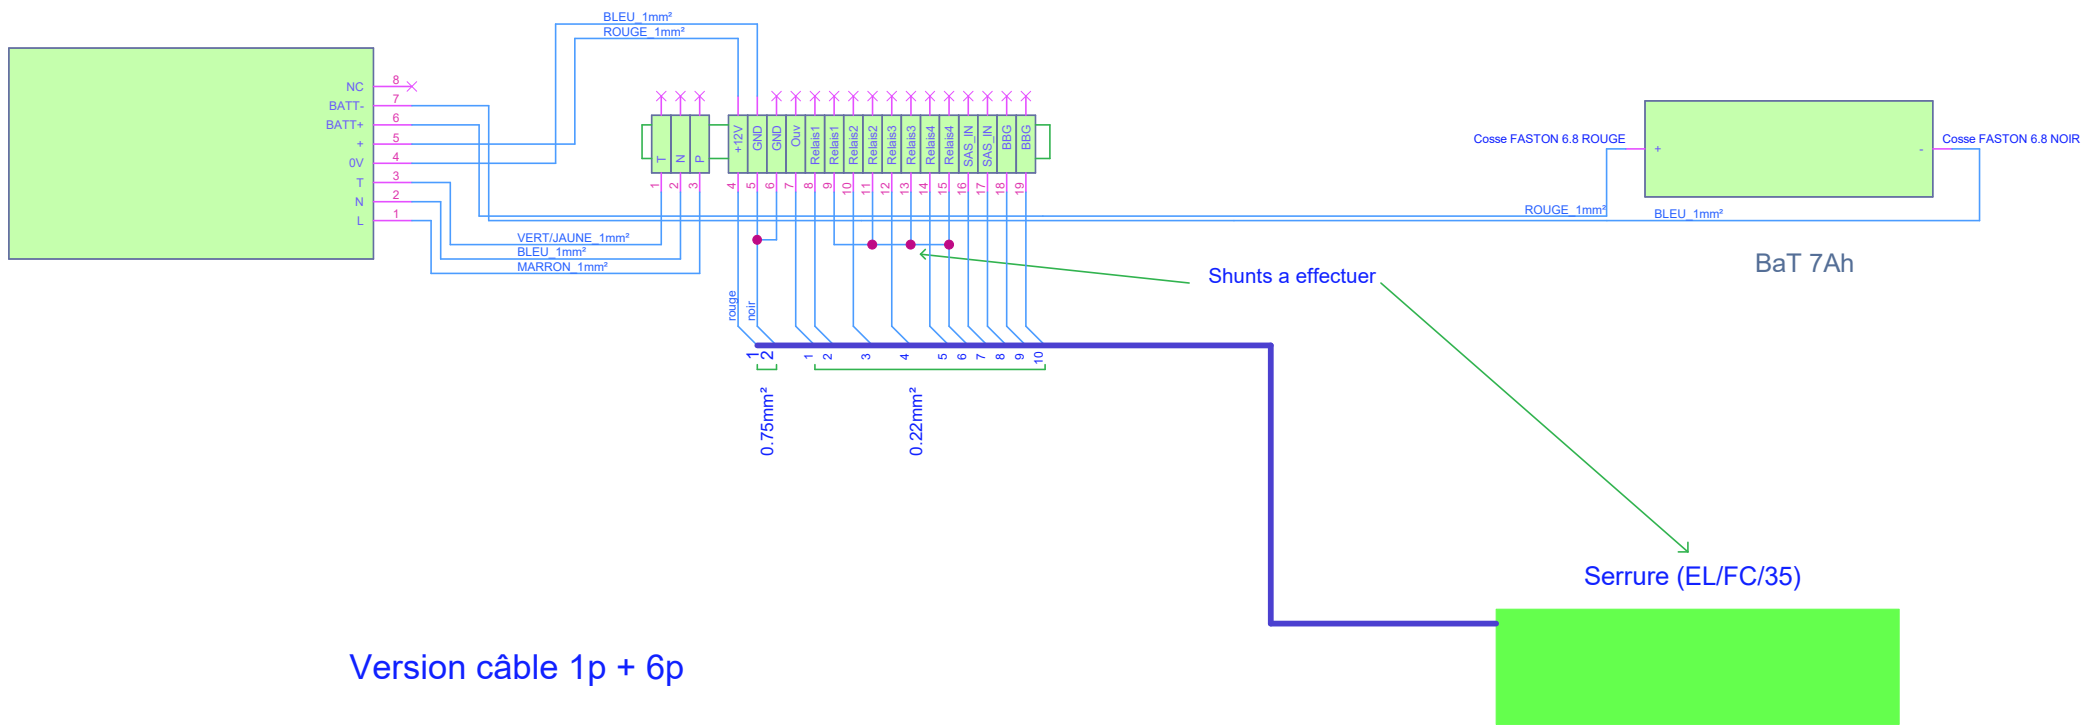 BLEU_1mm²
ROUGE_1mm²
NC 8
BATT- 7
BATT+ 6
+ 5
0V 4
T 3
N 2
L 1
T N P +12V GND GND Ouv Relais1 Relais1 Relais2 Relais2 Relais3 Relais3 Relais4 Relais4 SAS_IN SAS_IN BBG BBG
1 2 3 4 5 6 7 8 9 10 11 12 13 14 15 16 17 18 19
Cosse FASTON 6.8 ROUGE
+ -
Cosse FASTON 6.8 NOIR
ROUGE_1mm²
BLEU_1mm²
VERT/JAUNE_1mm²
BLEU_1mm²
MARRON_1mm²
BaT 7Ah
Shunts a effectuer
rouge noir
1 2 1 2 3 4 5 6 7 8 9 10
0.75mm² 0.22mm²
Serrure (EL/FC/35)
Version câble 1p + 6p